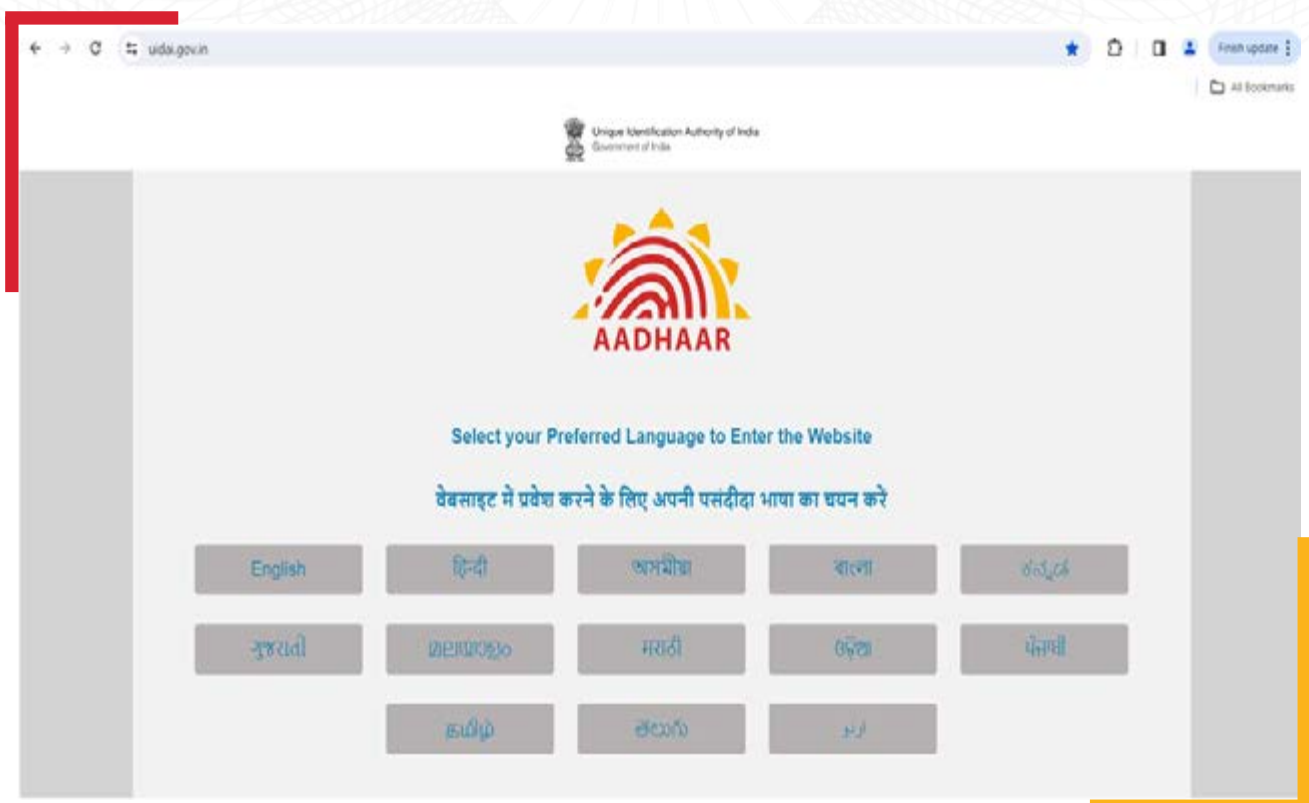 uidai.gov.in
Finish update
All Bookmarks
Unique Identification Authority of India
Government of India
AADHAAR
Select your Preferred Language to Enter the Website
वेबसाइट में प्रवेश करने के लिए अपनी पसंदीदा भाषा का चयन करें
English हिन्दी অসমীয়া বাংলা ಕನ್ನಡ
ગુજરાતી മലയാളം मराठी ଓଡ଼ିଆ ਪੰਜਾਬੀ
தமிழ் తెలుగు اردو